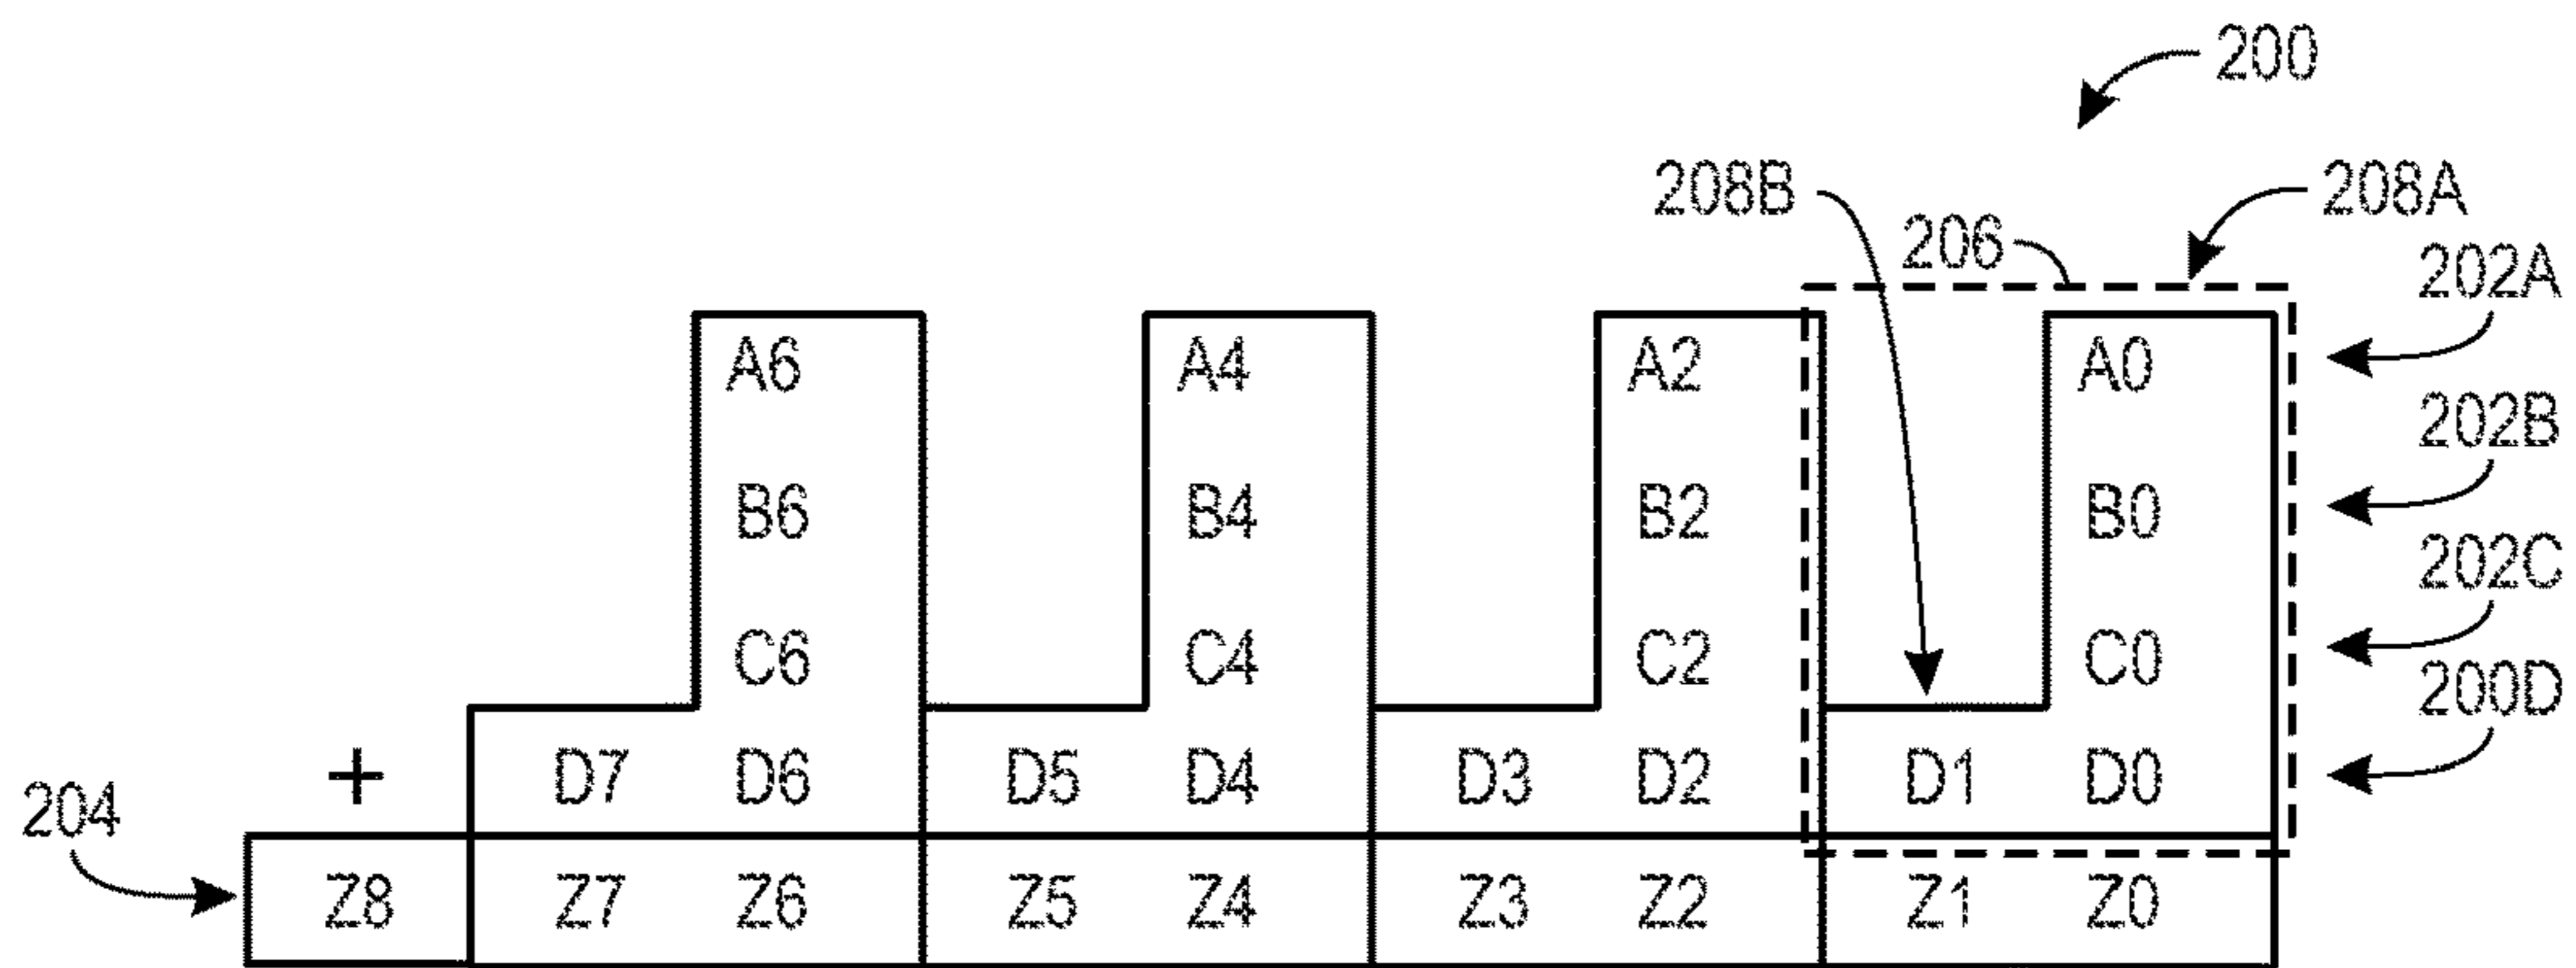 200
208B 206 208A
202A
A6 A4 A2 A0
202B
B6 B4 B2 B0
202C
C6 C4 C2 C0
200D
+ D7 D6 D5 D4 D3 D2 D1 D0
204
Z8 Z7 Z6 Z5 Z4 Z3 Z2 Z1 Z0